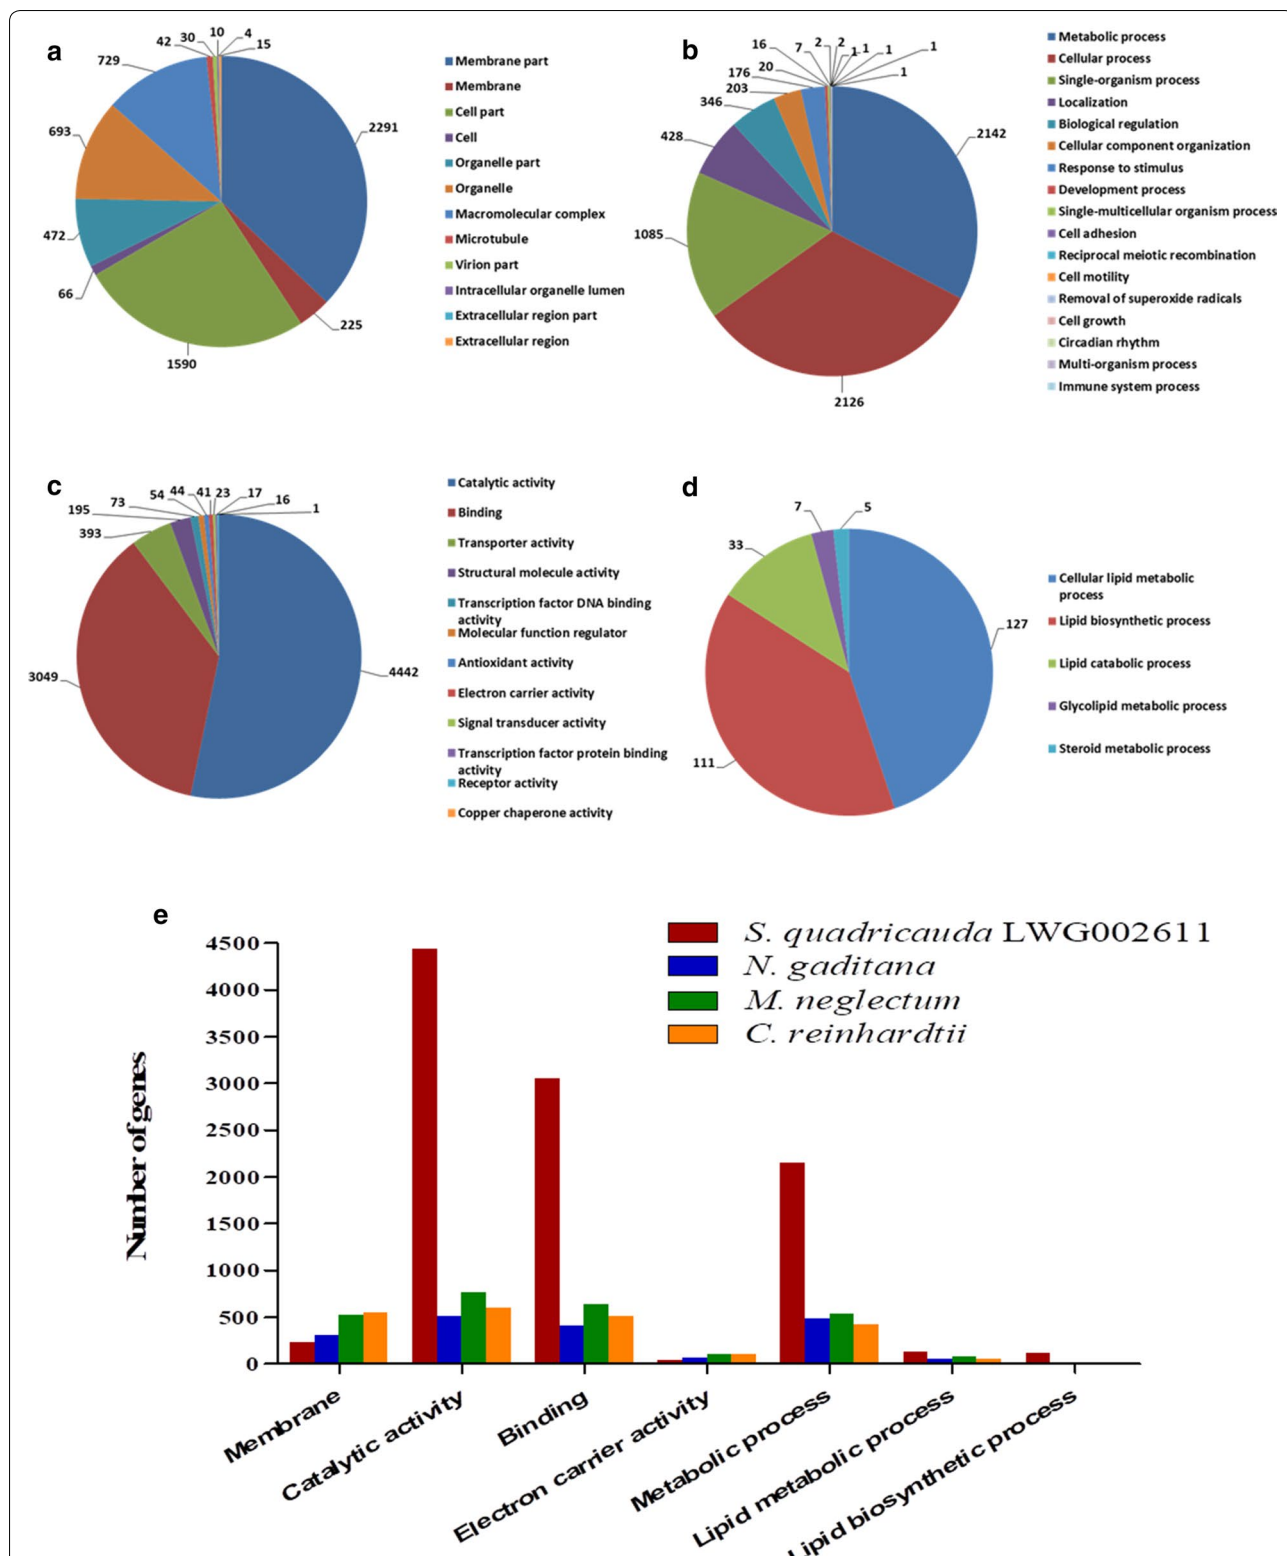 a
42
30
10
4
15
729
693
2291
472
66
225
1590
Membrane part
Membrane
Cell part
Cell
Organelle part
Organelle
Macromolecular complex
Microtubule
Virion part
Intracellular organelle lumen
Extracellular region part
Extracellular region
b
16
7
2
2
1
1
1
1
1
20
176
203
346
428
2142
1085
2126
Metabolic process
Cellular process
Single-organism process
Localization
Biological regulation
Cellular component organization
Response to stimulus
Development process
Single-multicellular organism process
Cell adhesion
Reciprocal meiotic recombination
Cell motility
Removal of superoxide radicals
Cell growth
Circadian rhythm
Multi-organism process
Immune system process
c
195
73
54
44
41
23
17
16
1
393
3049
4442
Catalytic activity
Binding
Transporter activity
Structural molecule activity
Transcription factor DNA binding
activity
Molecular function regulator
Antioxidant activity
Electron carrier activity
Signal transducer activity
Transcription factor protein binding
activity
Receptor activity
Copper chaperone activity
d
7
5
33
127
111
Cellular lipid metabolic
process
Lipid biosynthetic process
Lipid catabolic process
Glycolipid metabolic process
Steroid metabolic process
e
S. quadricauda LWG002611
N. gaditana
M. neglectum
C. reinhardtii
Number of genes
4500
4000
3500
3000
2500
2000
1500
1000
500
0
Membrane
Catalytic activity
Binding
Electron carrier activity
Metabolic process
Lipid metabolic process
Lipid biosynthetic process